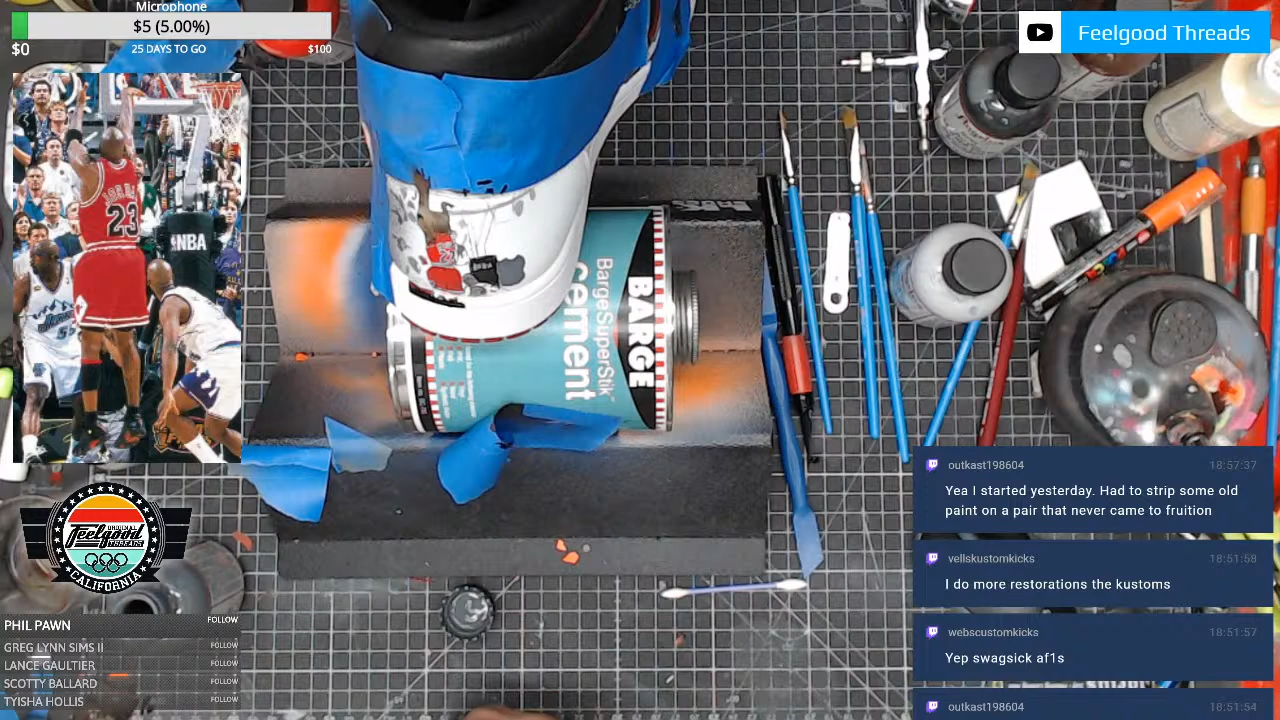 Microphone
$5 (5.00%)
$0
25 DAYS TO GO
$100
Feelgood Threads
JORDAN
23
NBA
BARGE
BargeSuperStik
Cement
ORIGINAL
Feelgood
THREADS
CALIFORNIA
PHIL PAWN
FOLLOW
GREG LYNN SIMS II
FOLLOW
LANCE GAULTIER
FOLLOW
SCOTTY BALLARD
FOLLOW
TYISHA HOLLIS
FOLLOW
outkast198604
18:57:37
Yea I started yesterday. Had to strip some old
paint on a pair that never came to fruition
vellskustomkicks
18:51:58
I do more restorations the kustoms
webscustomkicks
18:51:57
Yep swagsick af1s
outkast198604
18:51:54